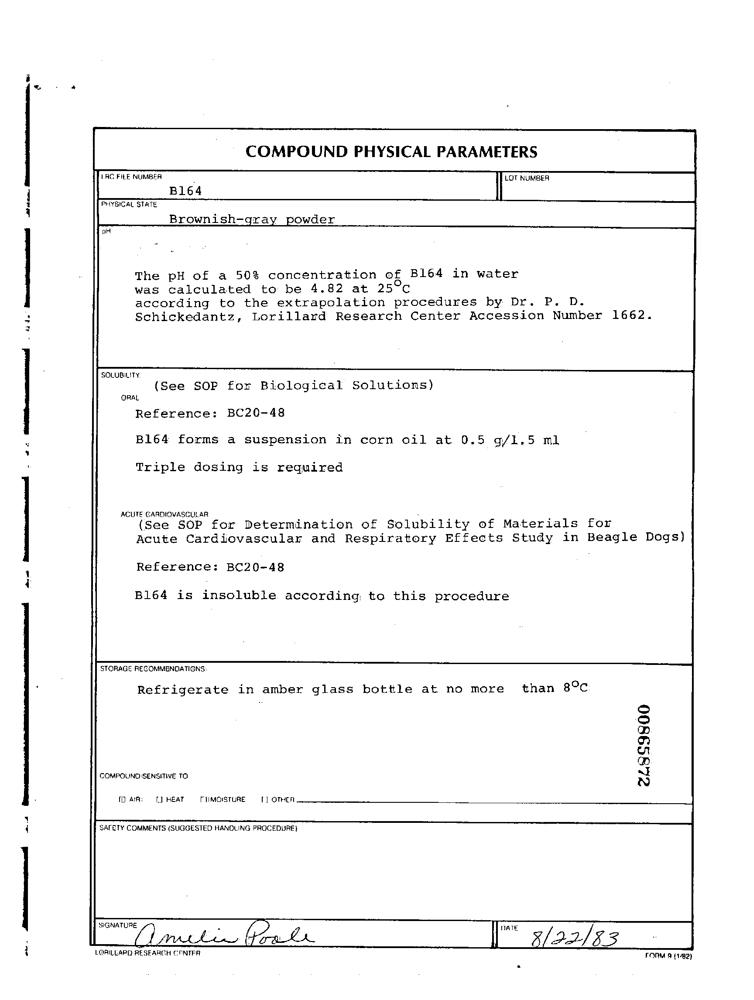 COMPOUND PHYSICAL PARAMETERS
LRC FILE NUMBER
B164
LOT NUMBER
PHYSICAL STATE
Brownish-gray powder
pH
The pH of a 50% concentration of B164 in water
was calculated to be 4.82 at 25°C
according to the extrapolation procedures by Dr. P. D.
Schickedantz, Lorillard Research Center Accession Number 1662.
SOLUBILITY
(See SOP for Biological Solutions)
ORAL
Reference: BC20-48
B164 forms a suspension in corn oil at 0.5 g/1.5 ml
Triple dosing is required
ACUTE CARDIOVASCULAR
(See SOP for Determination of Solubility of Materials for
Acute Cardiovascular and Respiratory Effects Study in Beagle Dogs)
Reference: BC20-48
B164 is insoluble according to this procedure
STORAGE RECOMMENDATIONS
Refrigerate in amber glass bottle at no more than 8°C
00865872
COMPOUND SENSITIVE TO
[ ] AIR [ ] HEAT [ ] MOISTURE [ ] OTHER
SAFETY COMMENTS (SUGGESTED HANDLING PROCEDURE)
SIGNATURE Amelia Poole
DATE 8/22/83
LORILLARD RESEARCH CENTER
FORM 9 (1/82)